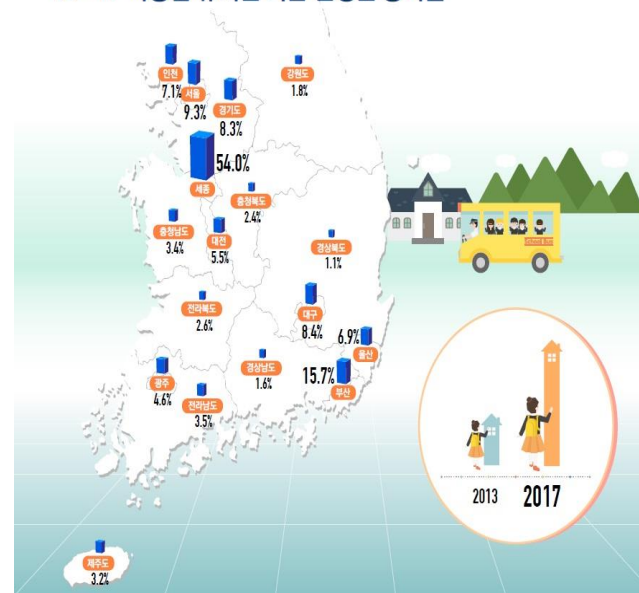 인천
7.1%
서울
9.3%
경기도
8.3%
강원도
1.8%
54.0%
세종
충청북도
2.4%
충청남도
3.4%
대전
5.5%
경상북도
1.1%
전라북도
2.6%
대구
8.4%
6.9%
울산
경상남도
1.6%
15.7%
부산
광주
4.6%
전라남도
3.5%
제주도
3.2%
School Bus
2013
2017